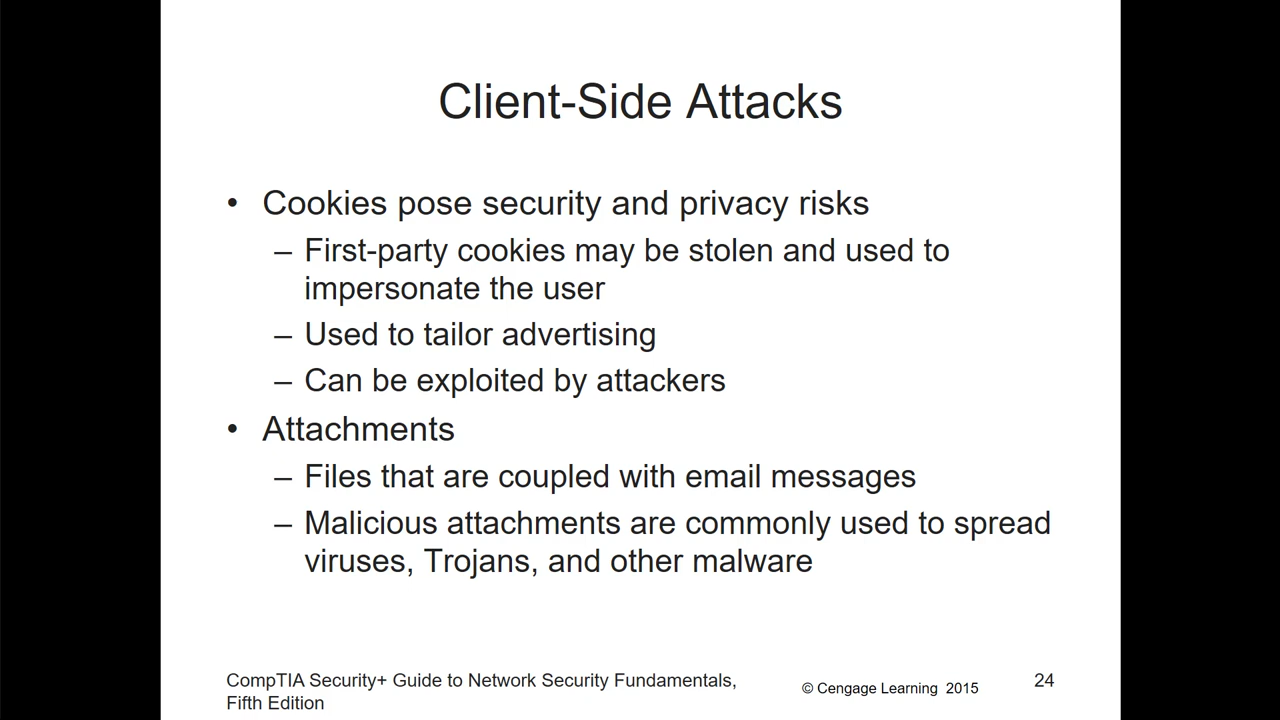 Client-Side Attacks
• Cookies pose security and privacy risks
– First-party cookies may be stolen and used to
impersonate the user
– Used to tailor advertising
– Can be exploited by attackers
• Attachments
– Files that are coupled with email messages
– Malicious attachments are commonly used to spread
viruses, Trojans, and other malware
CompTIA Security+ Guide to Network Security Fundamentals,
Fifth Edition
© Cengage Learning 2015
24